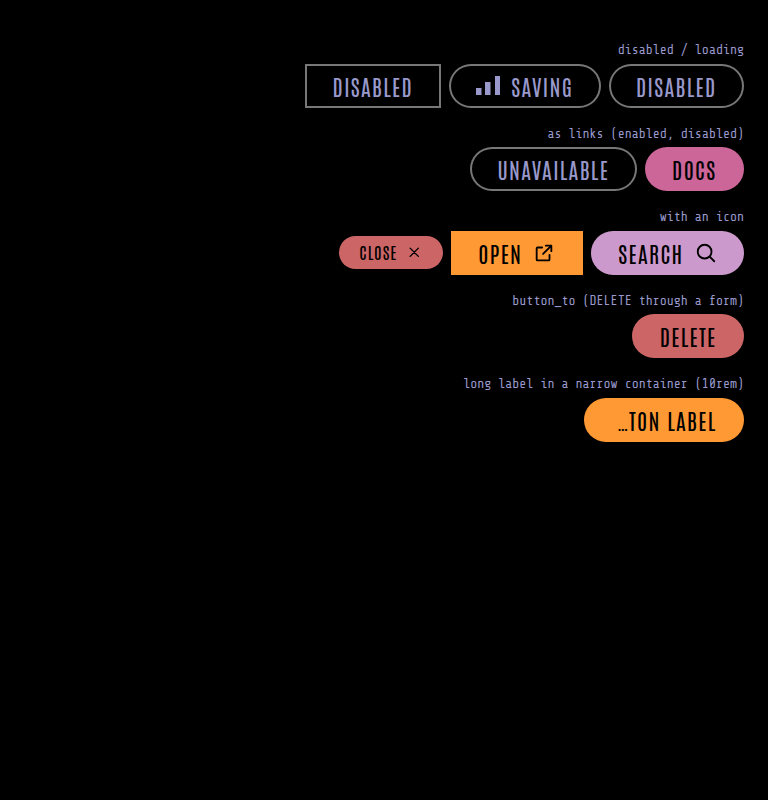 disabled / loading
DISABLED SAVING DISABLED
as links (enabled, disabled)
UNAVAILABLE DOCS
with an icon
CLOSE OPEN SEARCH
button_to (DELETE through a form)
DELETE
long label in a narrow container (10rem)
…TON LABEL